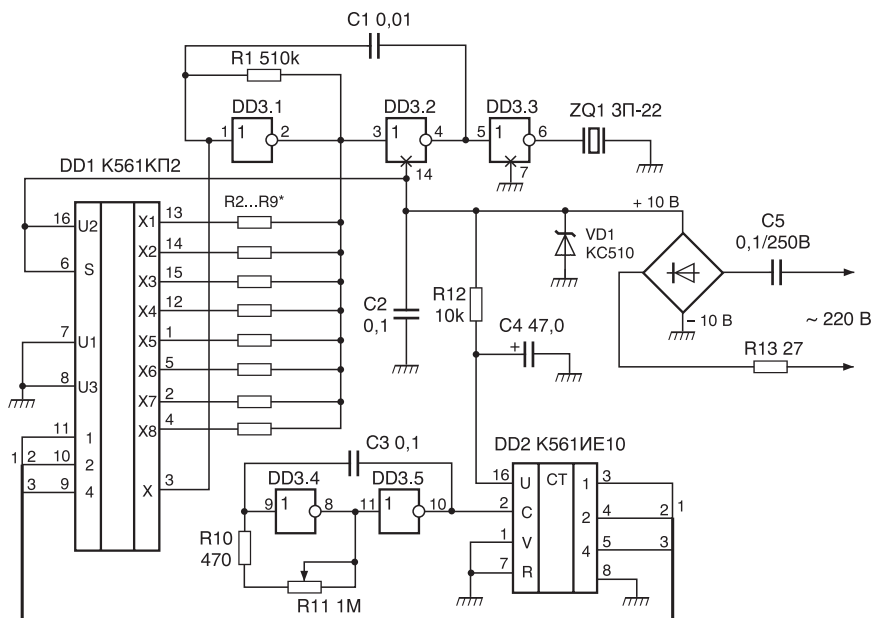 C1 0,01
R1 510k
DD3.1
DD3.2
DD3.3
ZQ1 ЗП-22
1 1 2
3 1 4
5 1 6
14
7
DD1 К561КП2
R2...R9*
16 U2
6 S
7 U1
8 U3
11 1
1 2 10 2
3 9 4
X1 13
X2 14
X3 15
X4 12
X5 1
X6 5
X7 2
X8 4
X 3
+ 10 В
VD1
КС510
C5
0,1/250В
R12
10k
C2
0,1
C4 47,0
+
– 10 В
~ 220 В
R13 27
C3 0,1
DD3.4
DD3.5
9 1 8
11 1 10
R10
470
R11 1M
DD2 К561ИЕ10
16 U CT 1 3
2 C 2 4 2 1
1 V 4 5 3
7 R 8